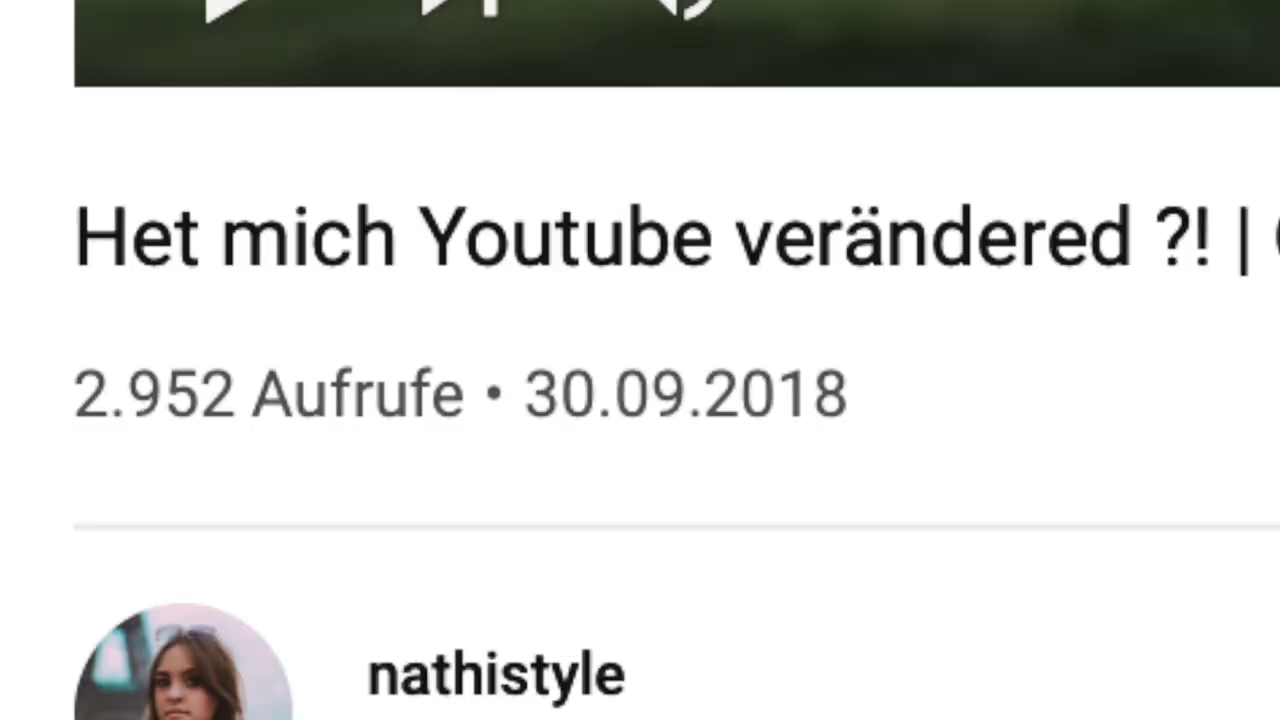 Het mich Youtube verändered ?! |
2.952 Aufrufe • 30.09.2018
nathistyle